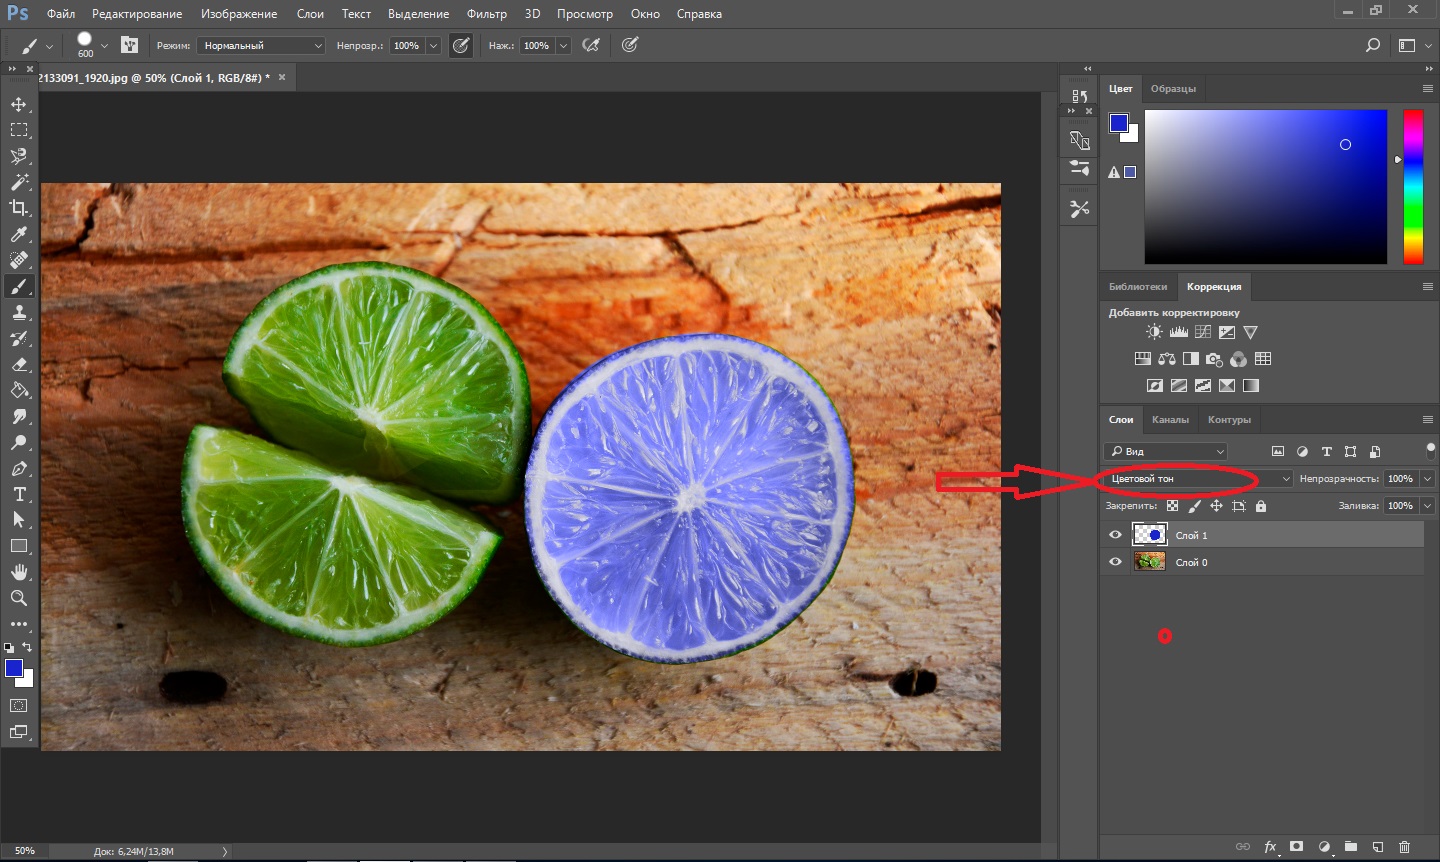 Ps Файл Редактирование Изображение Слои Текст Выделение Фильтр 3D Просмотр Окно Справка
600 Режим: Нормальный Непрозр.: 100% Наж.: 100%
2133091_1920.jpg @ 50% (Слой 1, RGB/8#) *
Цвет Образцы
Библиотеки Коррекция
Добавить корректировку
Слои Каналы Контуры
Вид
Цветовой тон Непрозрачность: 100%
Закрепить: Заливка: 100%
Слой 1
Слой 0
50% Док: 6,24M/13,8M